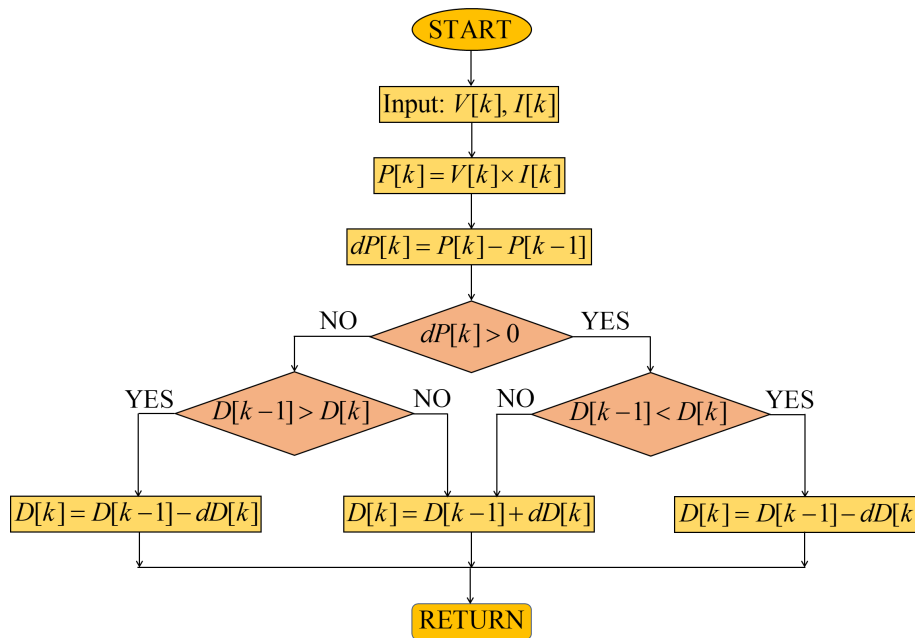 START
Input: V[k], I[k]
P[k] = V[k] × I[k]
dP[k] = P[k] − P[k−1]
NO
dP[k] > 0
YES
YES
D[k−1] > D[k]
NO
NO
D[k−1] < D[k]
YES
D[k] = D[k−1] − dD[k]
D[k] = D[k−1] + dD[k]
D[k] = D[k−1] − dD[k
RETURN